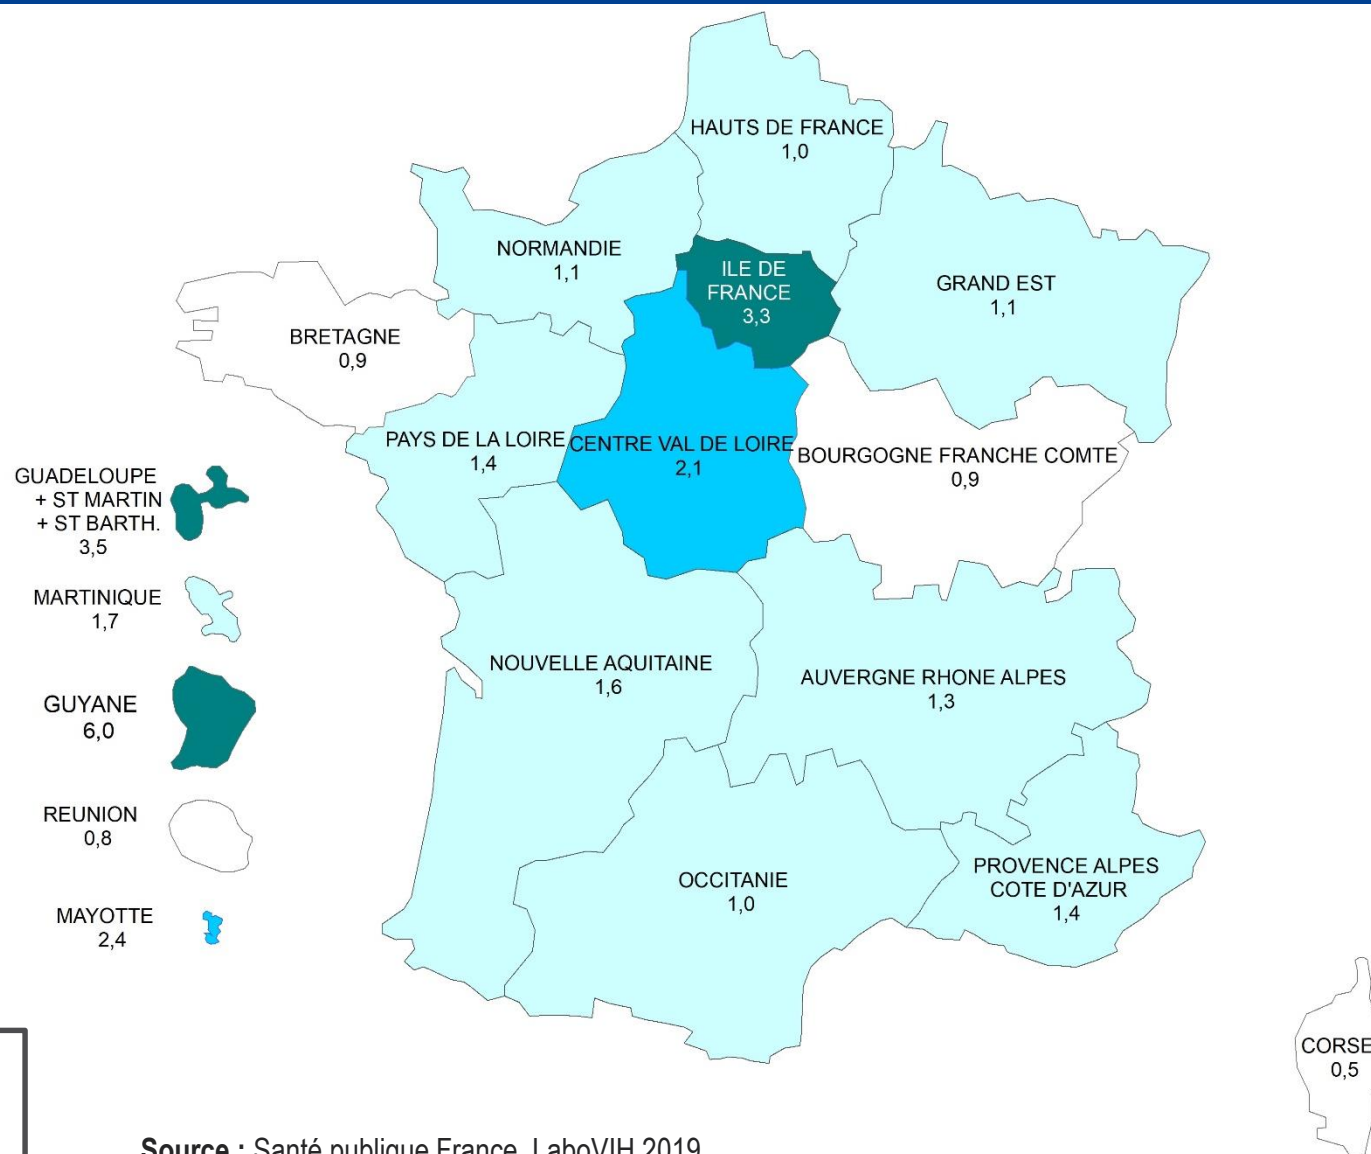 HAUTS DE FRANCE
1,0
NORMANDIE
1,1
ILE DE
FRANCE
3,3
GRAND EST
1,1
BRETAGNE
0,9
PAYS DE LA LOIRE
1,4
CENTRE VAL DE LOIRE
2,1
BOURGOGNE FRANCHE COMTE
0,9
GUADELOUPE
+ ST MARTIN
+ ST BARTH.
3,5
MARTINIQUE
1,7
GUYANE
6,0
REUNION
0,8
MAYOTTE
2,4
NOUVELLE AQUITAINE
1,6
AUVERGNE RHONE ALPES
1,3
OCCITANIE
1,0
PROVENCE ALPES
COTE D'AZUR
1,4
CORSE
0,5
Source : Santé publique France, LaboVIH 2019